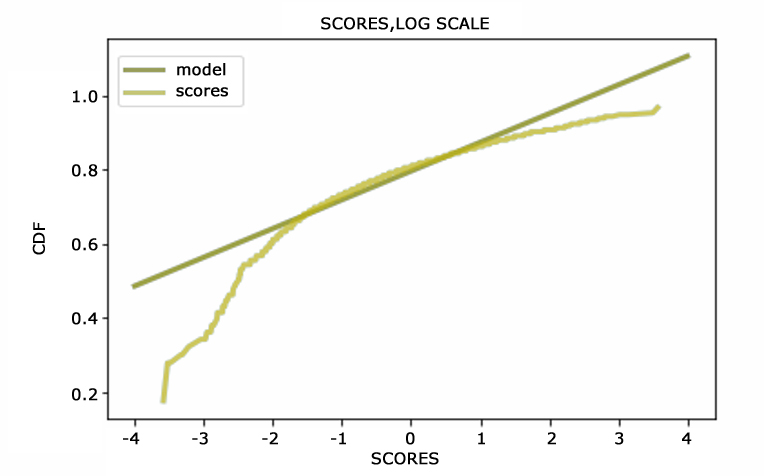 SCORES,LOG SCALE
model
scores
1.0
0.8
0.6
0.4
0.2
CDF
-4 -3 -2 -1 0 1 2 3 4
SCORES